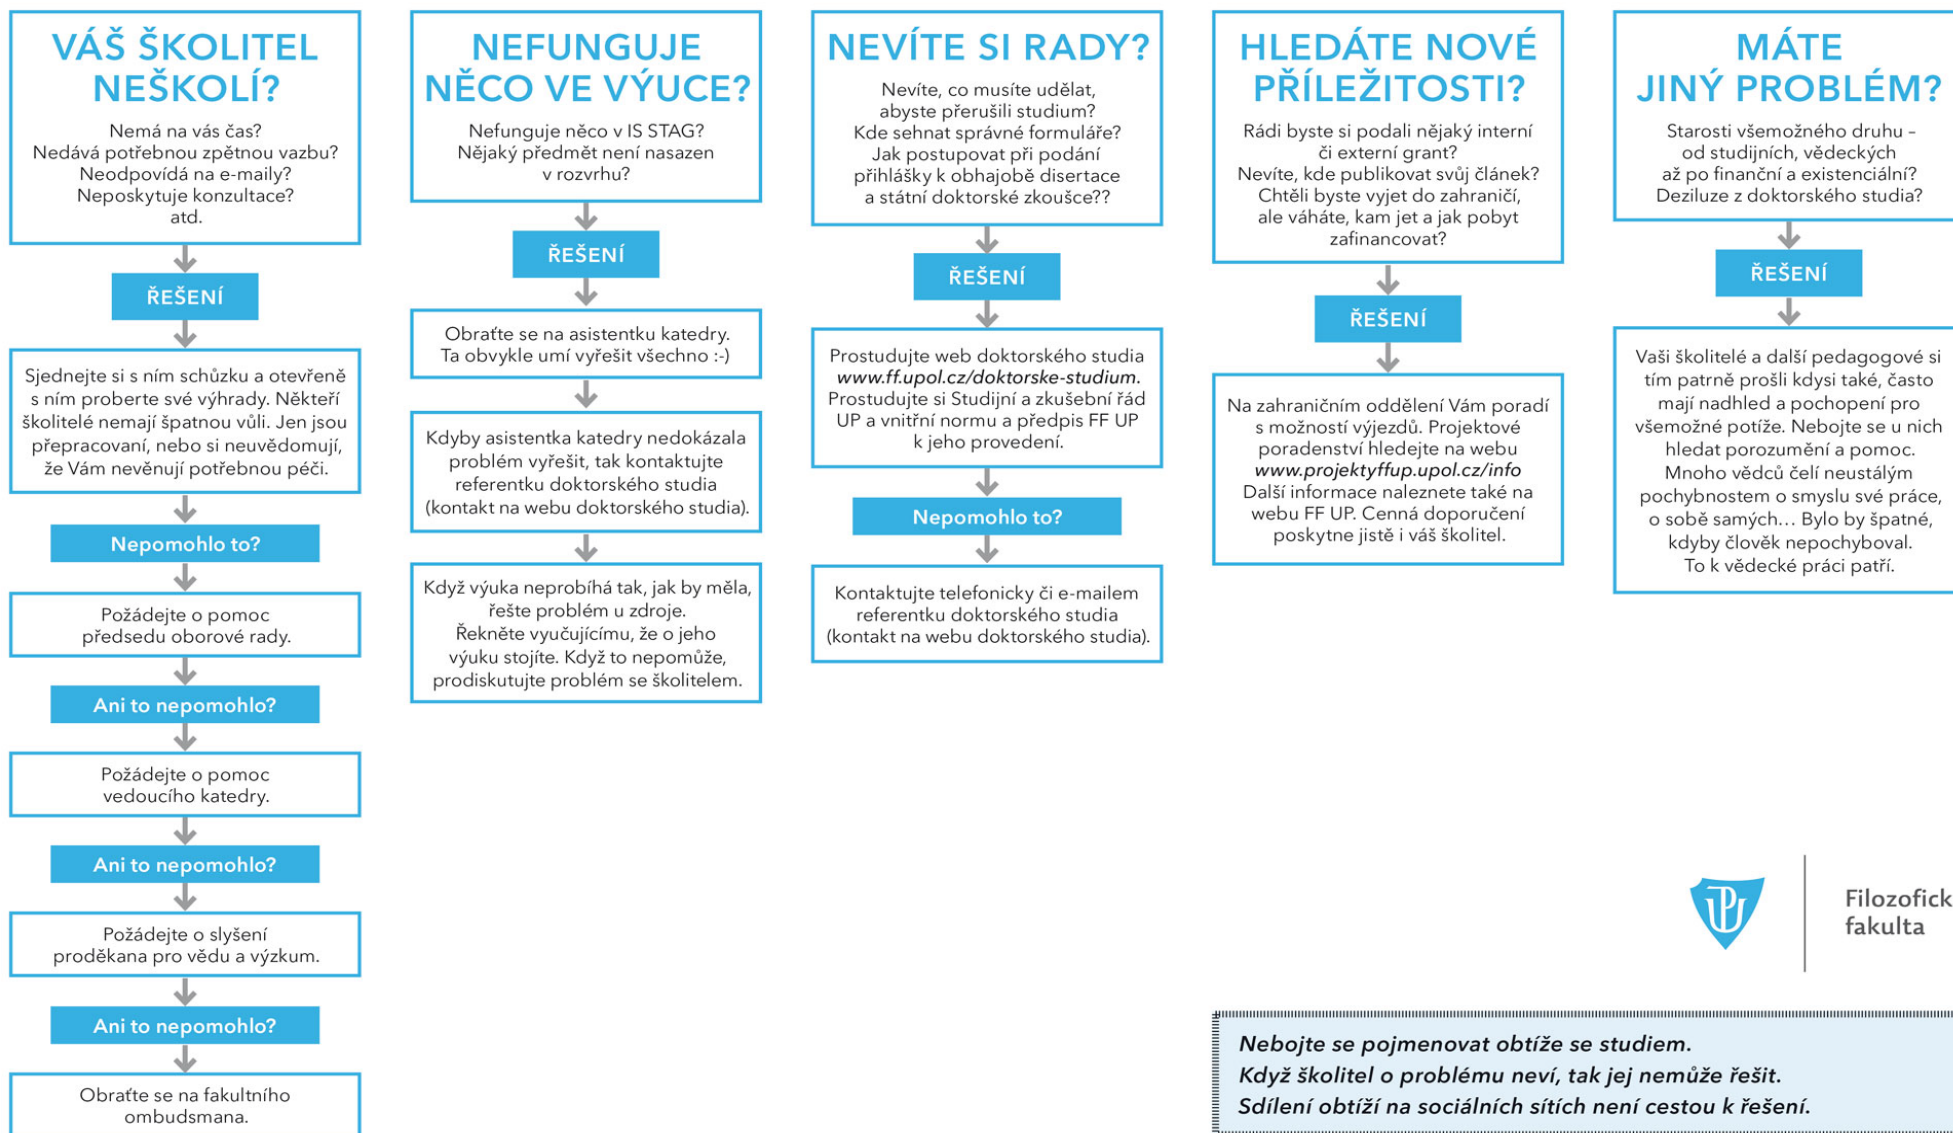 VÁŠ ŠKOLITEL
NEŠKOLÍ?
Nemá na vás čas?
Nedává potřebnou zpětnou vazbu?
Neodpovídá na e-maily?
Neposkytuje konzultace?
atd.
ŘEŠENÍ
Sjednejte si s ním schůzku a otevřeně
s ním proberte své výhrady. Někteří
školitelé nemají špatnou vůli. Jen jsou
přepracovaní, nebo si neuvědomují,
že Vám nevěnují potřebnou péči.
Nepomohlo to?
Požádejte o pomoc
předsedu oborové rady.
Ani to nepomohlo?
Požádejte o pomoc
vedoucího katedry.
Ani to nepomohlo?
Požádejte o slyšení
proděkana pro vědu a výzkum.
Ani to nepomohlo?
Obraťte se na fakultního
ombudsmana.
NEFUNGUJE
NĚCO VE VÝUCE?
Nefunguje něco v IS STAG?
Nějaký předmět není nasazen
v rozvrhu?
ŘEŠENÍ
Obraťte se na asistentku katedry.
Ta obvykle umí vyřešit všechno :-)
Kdyby asistentka katedry nedokázala
problém vyřešit, tak kontaktujte
referentku doktorského studia
(kontakt na webu doktorského studia).
Když výuka neprobíhá tak, jak by měla,
řešte problém u zdroje.
Řekněte vyučujícímu, že o jeho
výuku stojíte. Když to nepomůže,
prodiskutujte problém se školitelem.
NEVÍTE SI RADY?
Nevíte, co musíte udělat,
abyste přerušili studium?
Kde sehnat správné formuláře?
Jak postupovat při podání
přihlášky k obhajobě disertace
a státní doktorské zkoušce??
ŘEŠENÍ
Prostudujte web doktorského studia
www.ff.upol.cz/doktorske-studium.
Prostudujte si Studijní a zkušební řád
UP a vnitřní normu a předpis FF UP
k jeho provedení.
Nepomohlo to?
Kontaktujte telefonicky či e-mailem
referentku doktorského studia
(kontakt na webu doktorského studia).
HLEDÁTE NOVÉ
PŘÍLEŽITOSTI?
Rádi byste si podali nějaký interní
či externí grant?
Nevíte, kde publikovat svůj článek?
Chtěli byste vyjet do zahraničí,
ale váháte, kam jet a jak pobyt
zafinancovat?
ŘEŠENÍ
Na zahraničním oddělení Vám poradí
s možností výjezdů. Projektové
poradenství hledejte na webu
www.projektyffup.upol.cz/info
Další informace naleznete také na
webu FF UP. Cenná doporučení
poskytne jistě i váš školitel.
MÁTE
JINÝ PROBLÉM?
Starosti všemožného druhu –
od studijních, vědeckých
až po finanční a existenciální?
Deziluze z doktorského studia?
ŘEŠENÍ
Vaši školitelé a další pedagogové si
tím patrně prošli kdysi také, často
mají nadhled a pochopení pro
všemožné potíže. Nebojte se u nich
hledat porozumění a pomoc.
Mnoho vědců čelí neustálým
pochybnostem o smyslu své práce,
o sobě samých... Bylo by špatné,
kdyby člověk nepochyboval.
To k vědecké práci patří.
UP
Filozofick
fakulta
Nebojte se pojmenovat obtíže se studiem.
Když školitel o problému neví, tak jej nemůže řešit.
Sdílení obtíží na sociálních sítích není cestou k řešení.